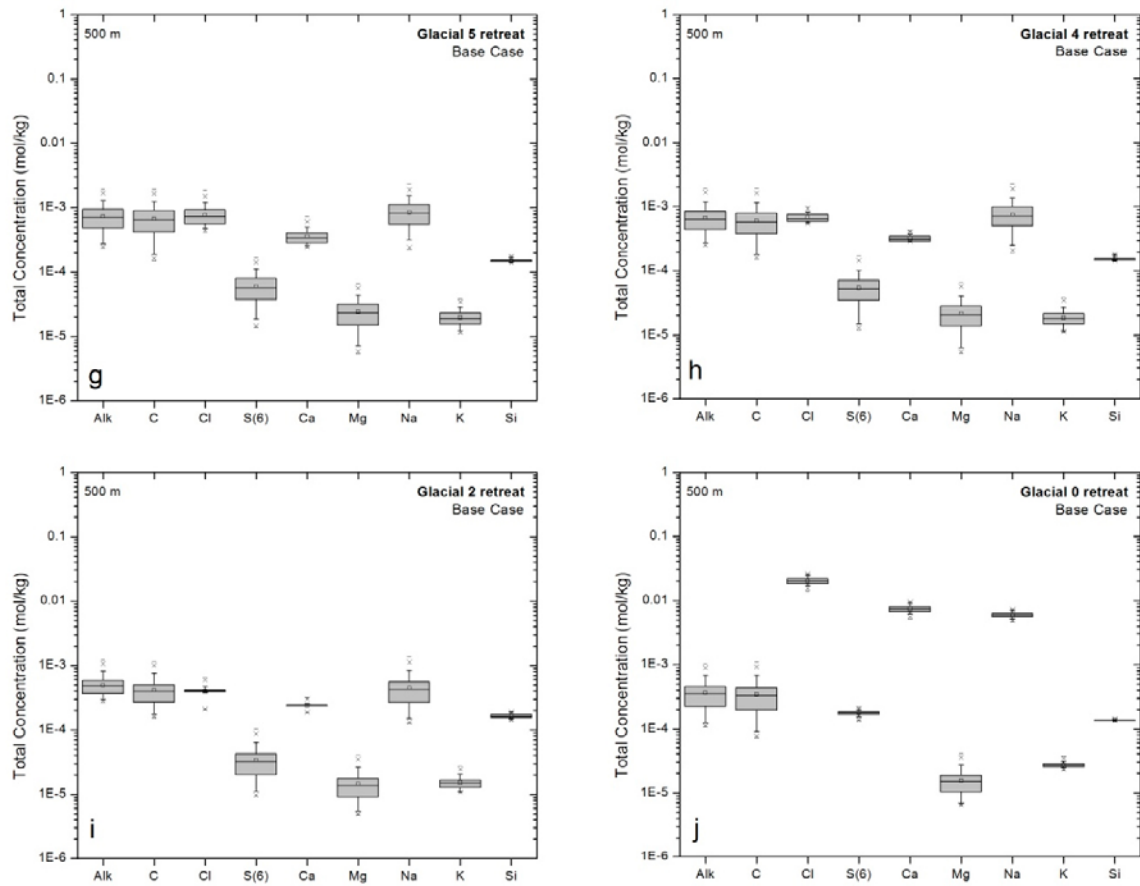 500 m
Glacial 5 retreat
Base Case
Total Concentration (mol/kg)
1
0.1
0.01
1E-3
1E-4
1E-5
1E-6
g
Alk C Cl S(6) Ca Mg Na K Si
500 m
Glacial 4 retreat
Base Case
Total Concentration (mol/kg)
1
0.1
0.01
1E-3
1E-4
1E-5
1E-6
h
Alk C Cl S(6) Ca Mg Na K Si
500 m
Glacial 2 retreat
Base Case
Total Concentration (mol/kg)
1
0.1
0.01
1E-3
1E-4
1E-5
1E-6
i
Alk C Cl S(6) Ca Mg Na K Si
500 m
Glacial 0 retreat
Base Case
Total Concentration (mol/kg)
1
0.1
0.01
1E-3
1E-4
1E-5
1E-6
j
Alk C Cl S(6) Ca Mg Na K Si